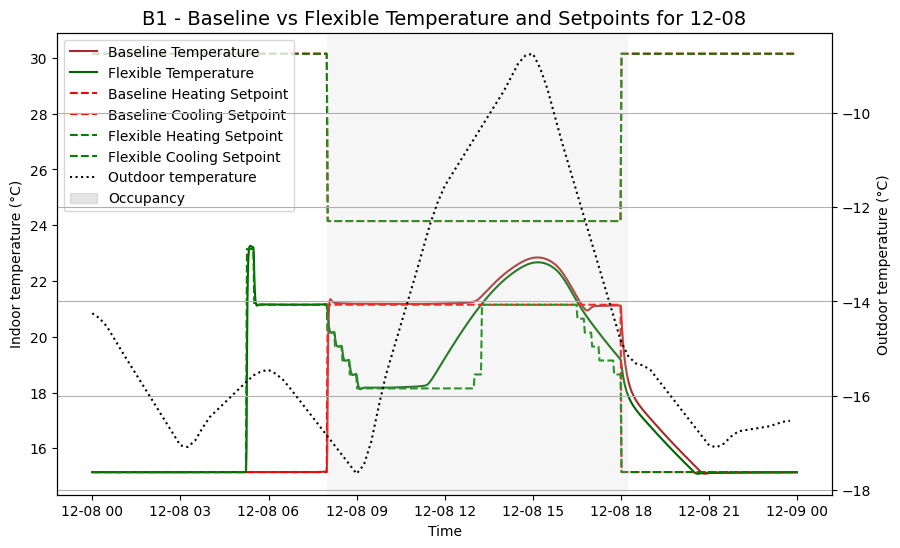 B1 - Baseline vs Flexible Temperature and Setpoints for 12-08
Baseline Temperature
Flexible Temperature
Baseline Heating Setpoint
Baseline Cooling Setpoint
Flexible Heating Setpoint
Flexible Cooling Setpoint
Outdoor temperature
Occupancy
Indoor temperature (°C)
30
28
26
24
22
20
18
16
Outdoor temperature (°C)
−10
−12
−14
−16
−18
12-08 00
12-08 03
12-08 06
12-08 09
12-08 12
12-08 15
12-08 18
12-08 21
12-09 00
Time